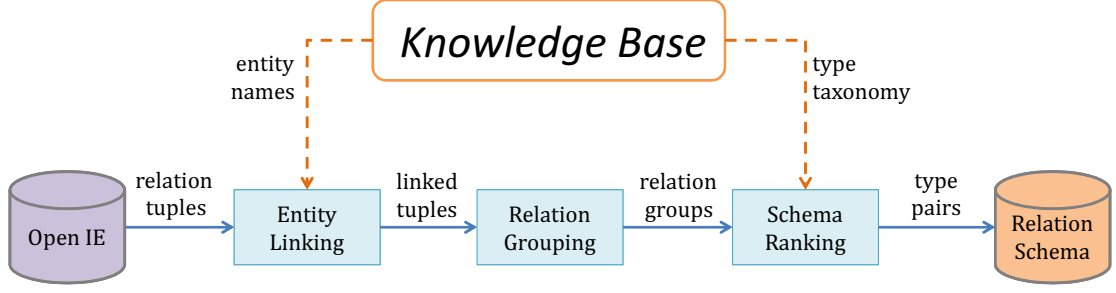 Knowledge Base
entity
names
type
taxonomy
relation
tuples
linked
tuples
relation
groups
type
pairs
Open IE
Entity
Linking
Relation
Grouping
Schema
Ranking
Relation
Schema